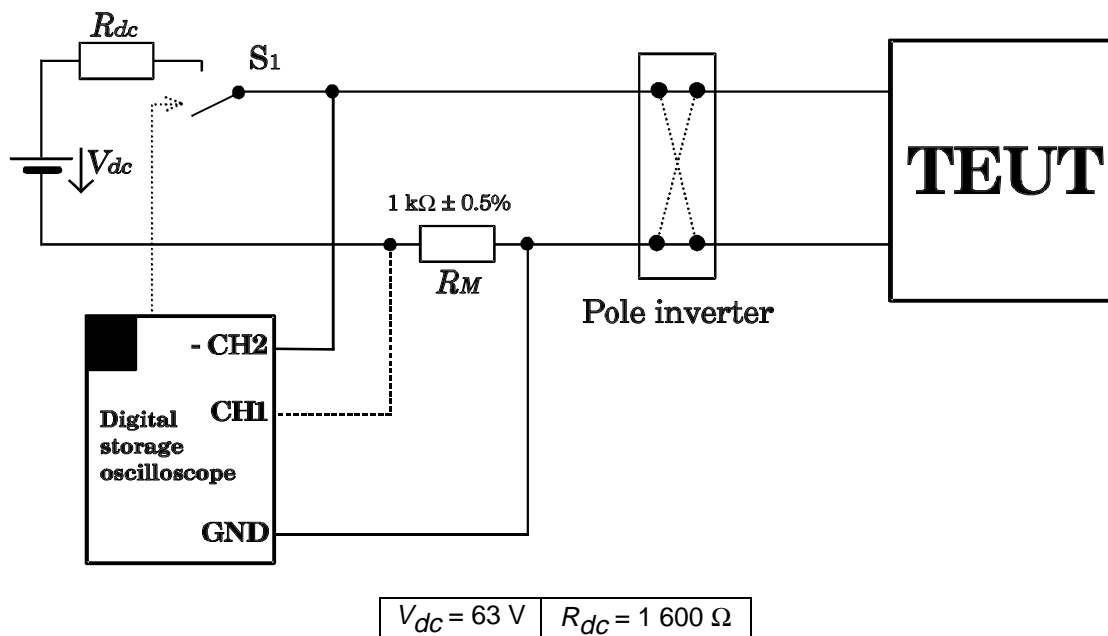 Rdc
S1
Vdc
1 kΩ ± 0.5%
RM
TEUT
Pole inverter
- CH2
CH1
Digital
storage
oscilloscope
GND
Vdc = 63 V Rdc = 1 600 Ω